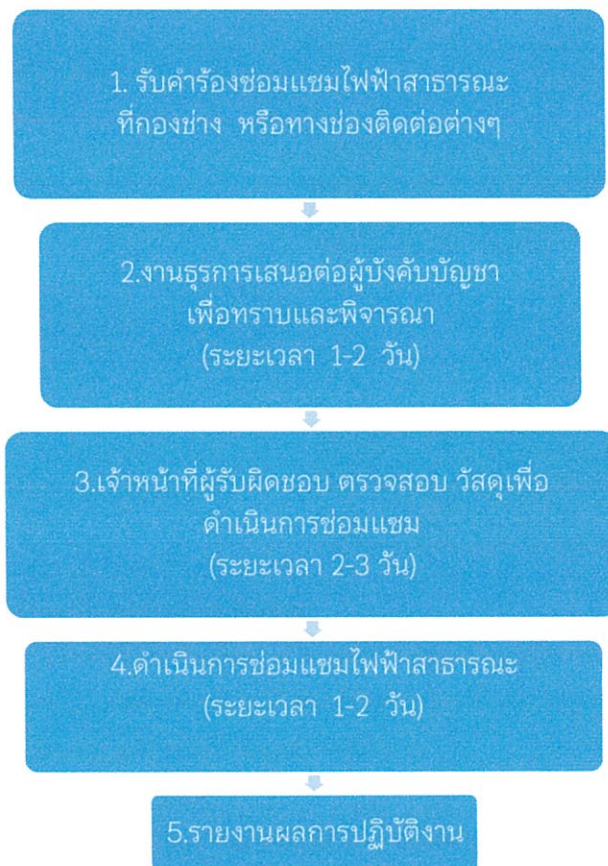 1. รับคำร้องซ่อมแซมไฟฟ้าสาธารณะ
ที่กองช่าง หรือทางช่องติดต่อต่างๆ
2.งานธุรการเสนอต่อผู้บังคับบัญชา
เพื่อทราบและพิจารณา
(ระยะเวลา 1-2 วัน)
3.เจ้าหน้าที่ผู้รับผิดชอบ ตรวจสอบ วัสดุเพื่อ
ดำเนินการซ่อมแซม
(ระยะเวลา 2-3 วัน)
4.ดำเนินการซ่อมแซมไฟฟ้าสาธารณะ
(ระยะเวลา 1-2 วัน)
5.รายงานผลการปฏิบัติงาน